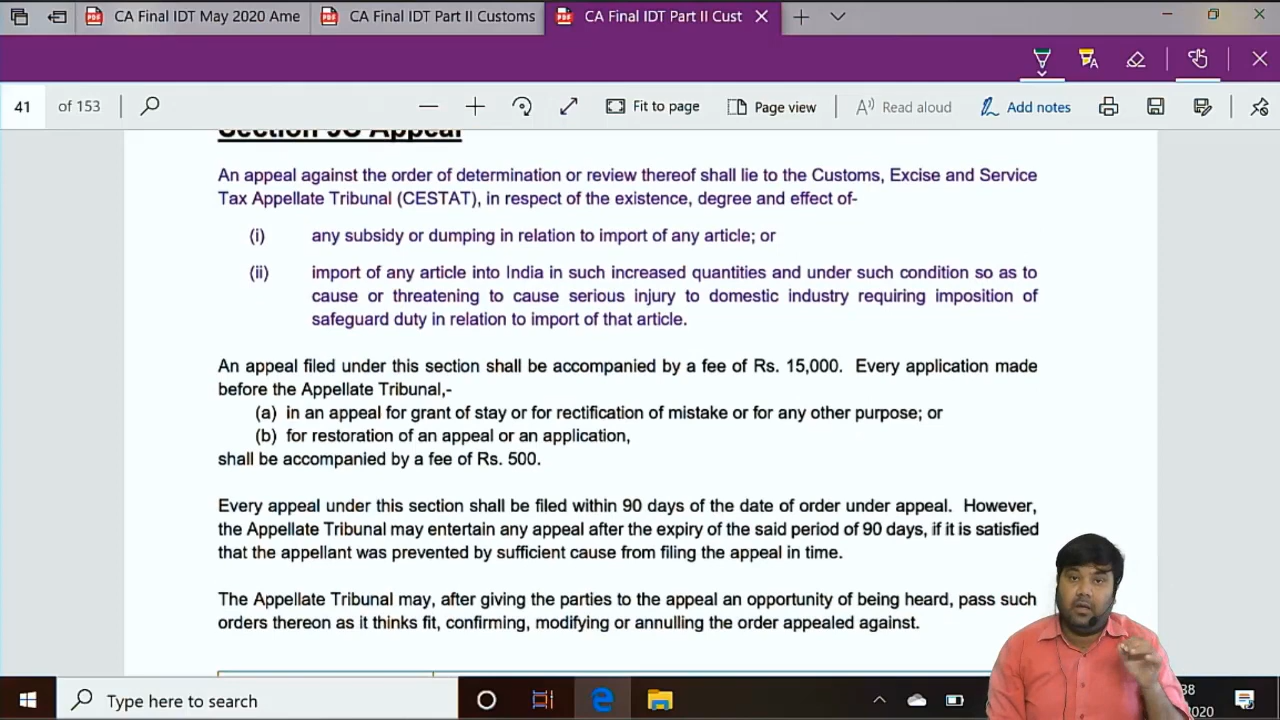 CA Final IDT May 2020 Ame
CA Final IDT Part II Customs
CA Final IDT Part II Cust
41 of 153
Fit to page
Page view
Read aloud
Add notes
Section 9C Appeal
An appeal against the order of determination or review thereof shall lie to the Customs, Excise and Service
Tax Appellate Tribunal (CESTAT), in respect of the existence, degree and effect of-
(i) any subsidy or dumping in relation to import of any article; or
(ii) import of any article into India in such increased quantities and under such condition so as to
cause or threatening to cause serious injury to domestic industry requiring imposition of
safeguard duty in relation to import of that article.
An appeal filed under this section shall be accompanied by a fee of Rs. 15,000. Every application made
before the Appellate Tribunal,-
(a) in an appeal for grant of stay or for rectification of mistake or for any other purpose; or
(b) for restoration of an appeal or an application,
shall be accompanied by a fee of Rs. 500.
Every appeal under this section shall be filed within 90 days of the date of order under appeal. However,
the Appellate Tribunal may entertain any appeal after the expiry of the said period of 90 days, if it is satisfied
that the appellant was prevented by sufficient cause from filing the appeal in time.
The Appellate Tribunal may, after giving the parties to the appeal an opportunity of being heard, pass such
orders thereon as it thinks fit, confirming, modifying or annulling the order appealed against.
Type here to search
38
2020